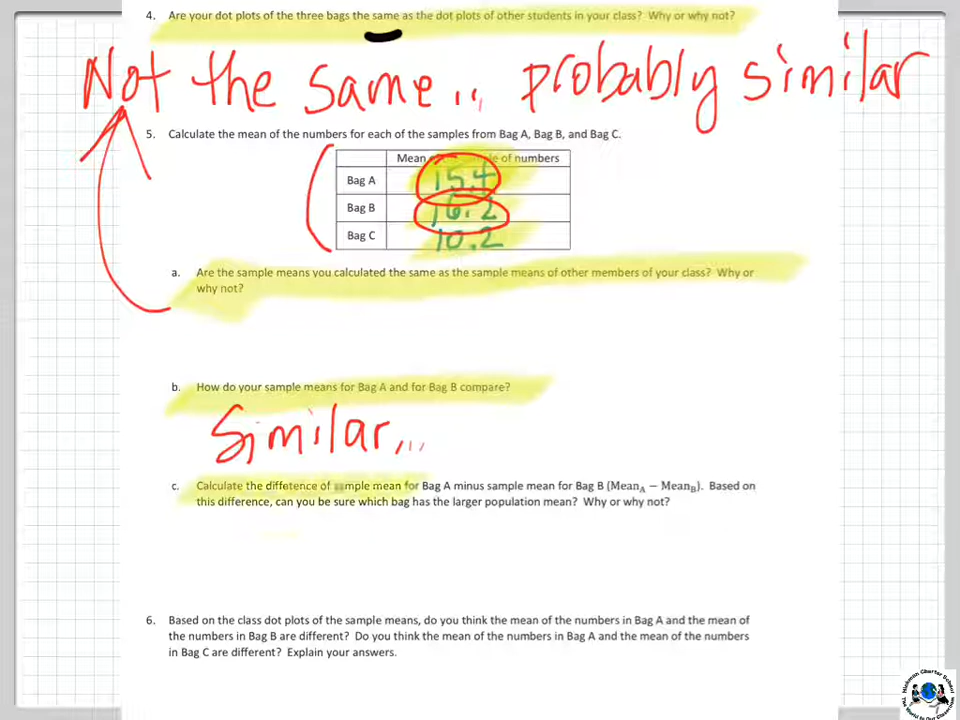 4. Are your dot plots of the three bags the same as the dot plots of other students in your class? Why or why not?
Not the same... probably similar
5. Calculate the mean of the numbers for each of the samples from Bag A, Bag B, and Bag C.
Mean of numbers
Bag A 15.4
Bag B 16.2
Bag C 10.2
a. Are the sample means you calculated the same as the sample means of other members of your class? Why or
why not?
b. How do your sample means for Bag A and for Bag B compare?
Similar...
c. Calculate the difference of sample mean for Bag A minus sample mean for Bag B (Mean_A − Mean_B). Based on
this difference, can you be sure which bag has the larger population mean? Why or why not?
6. Based on the class dot plots of the sample means, do you think the mean of the numbers in Bag A and the mean of
the numbers in Bag B are different? Do you think the mean of the numbers in Bag A and the mean of the numbers
in Bag C are different? Explain your answers.